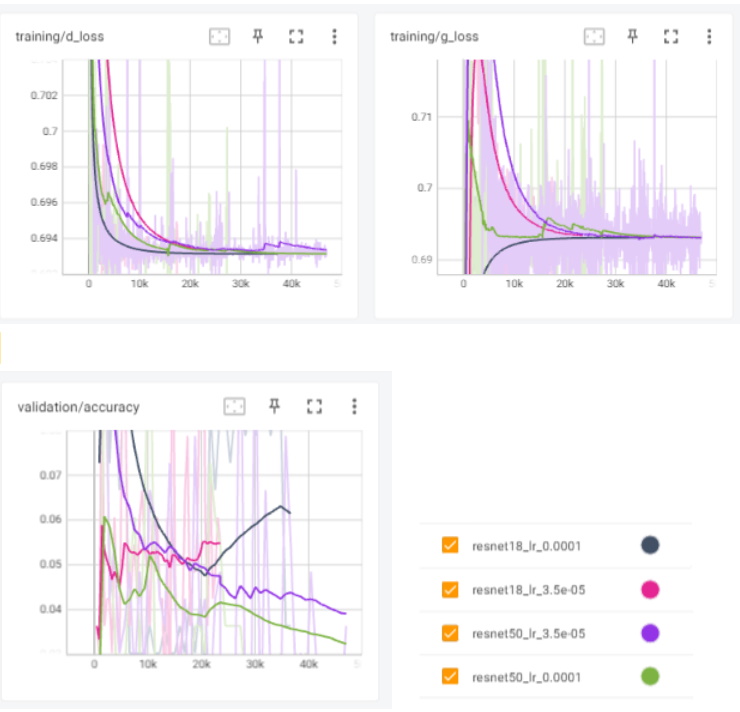 training/d_loss
0.702
0.7
0.698
0.696
0.694
0 10k 20k 30k 40k
training/g_loss
0.71
0.7
0.69
0 10k 20k 30k 40k
validation/accuracy
0.07
0.06
0.05
0.04
0 10k 20k 30k 40k
resnet18_lr_0.0001
resnet18_lr_3.5e-05
resnet50_lr_3.5e-05
resnet50_lr_0.0001